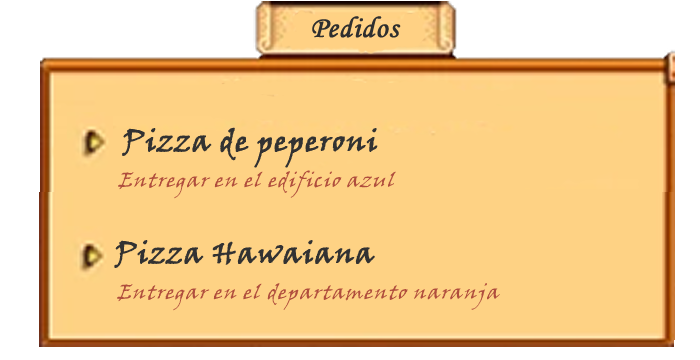 Pedidos
Pizza de peperoni
Entregar en el edificio azul
Pizza Hawaiana
Entregar en el departamento naranja